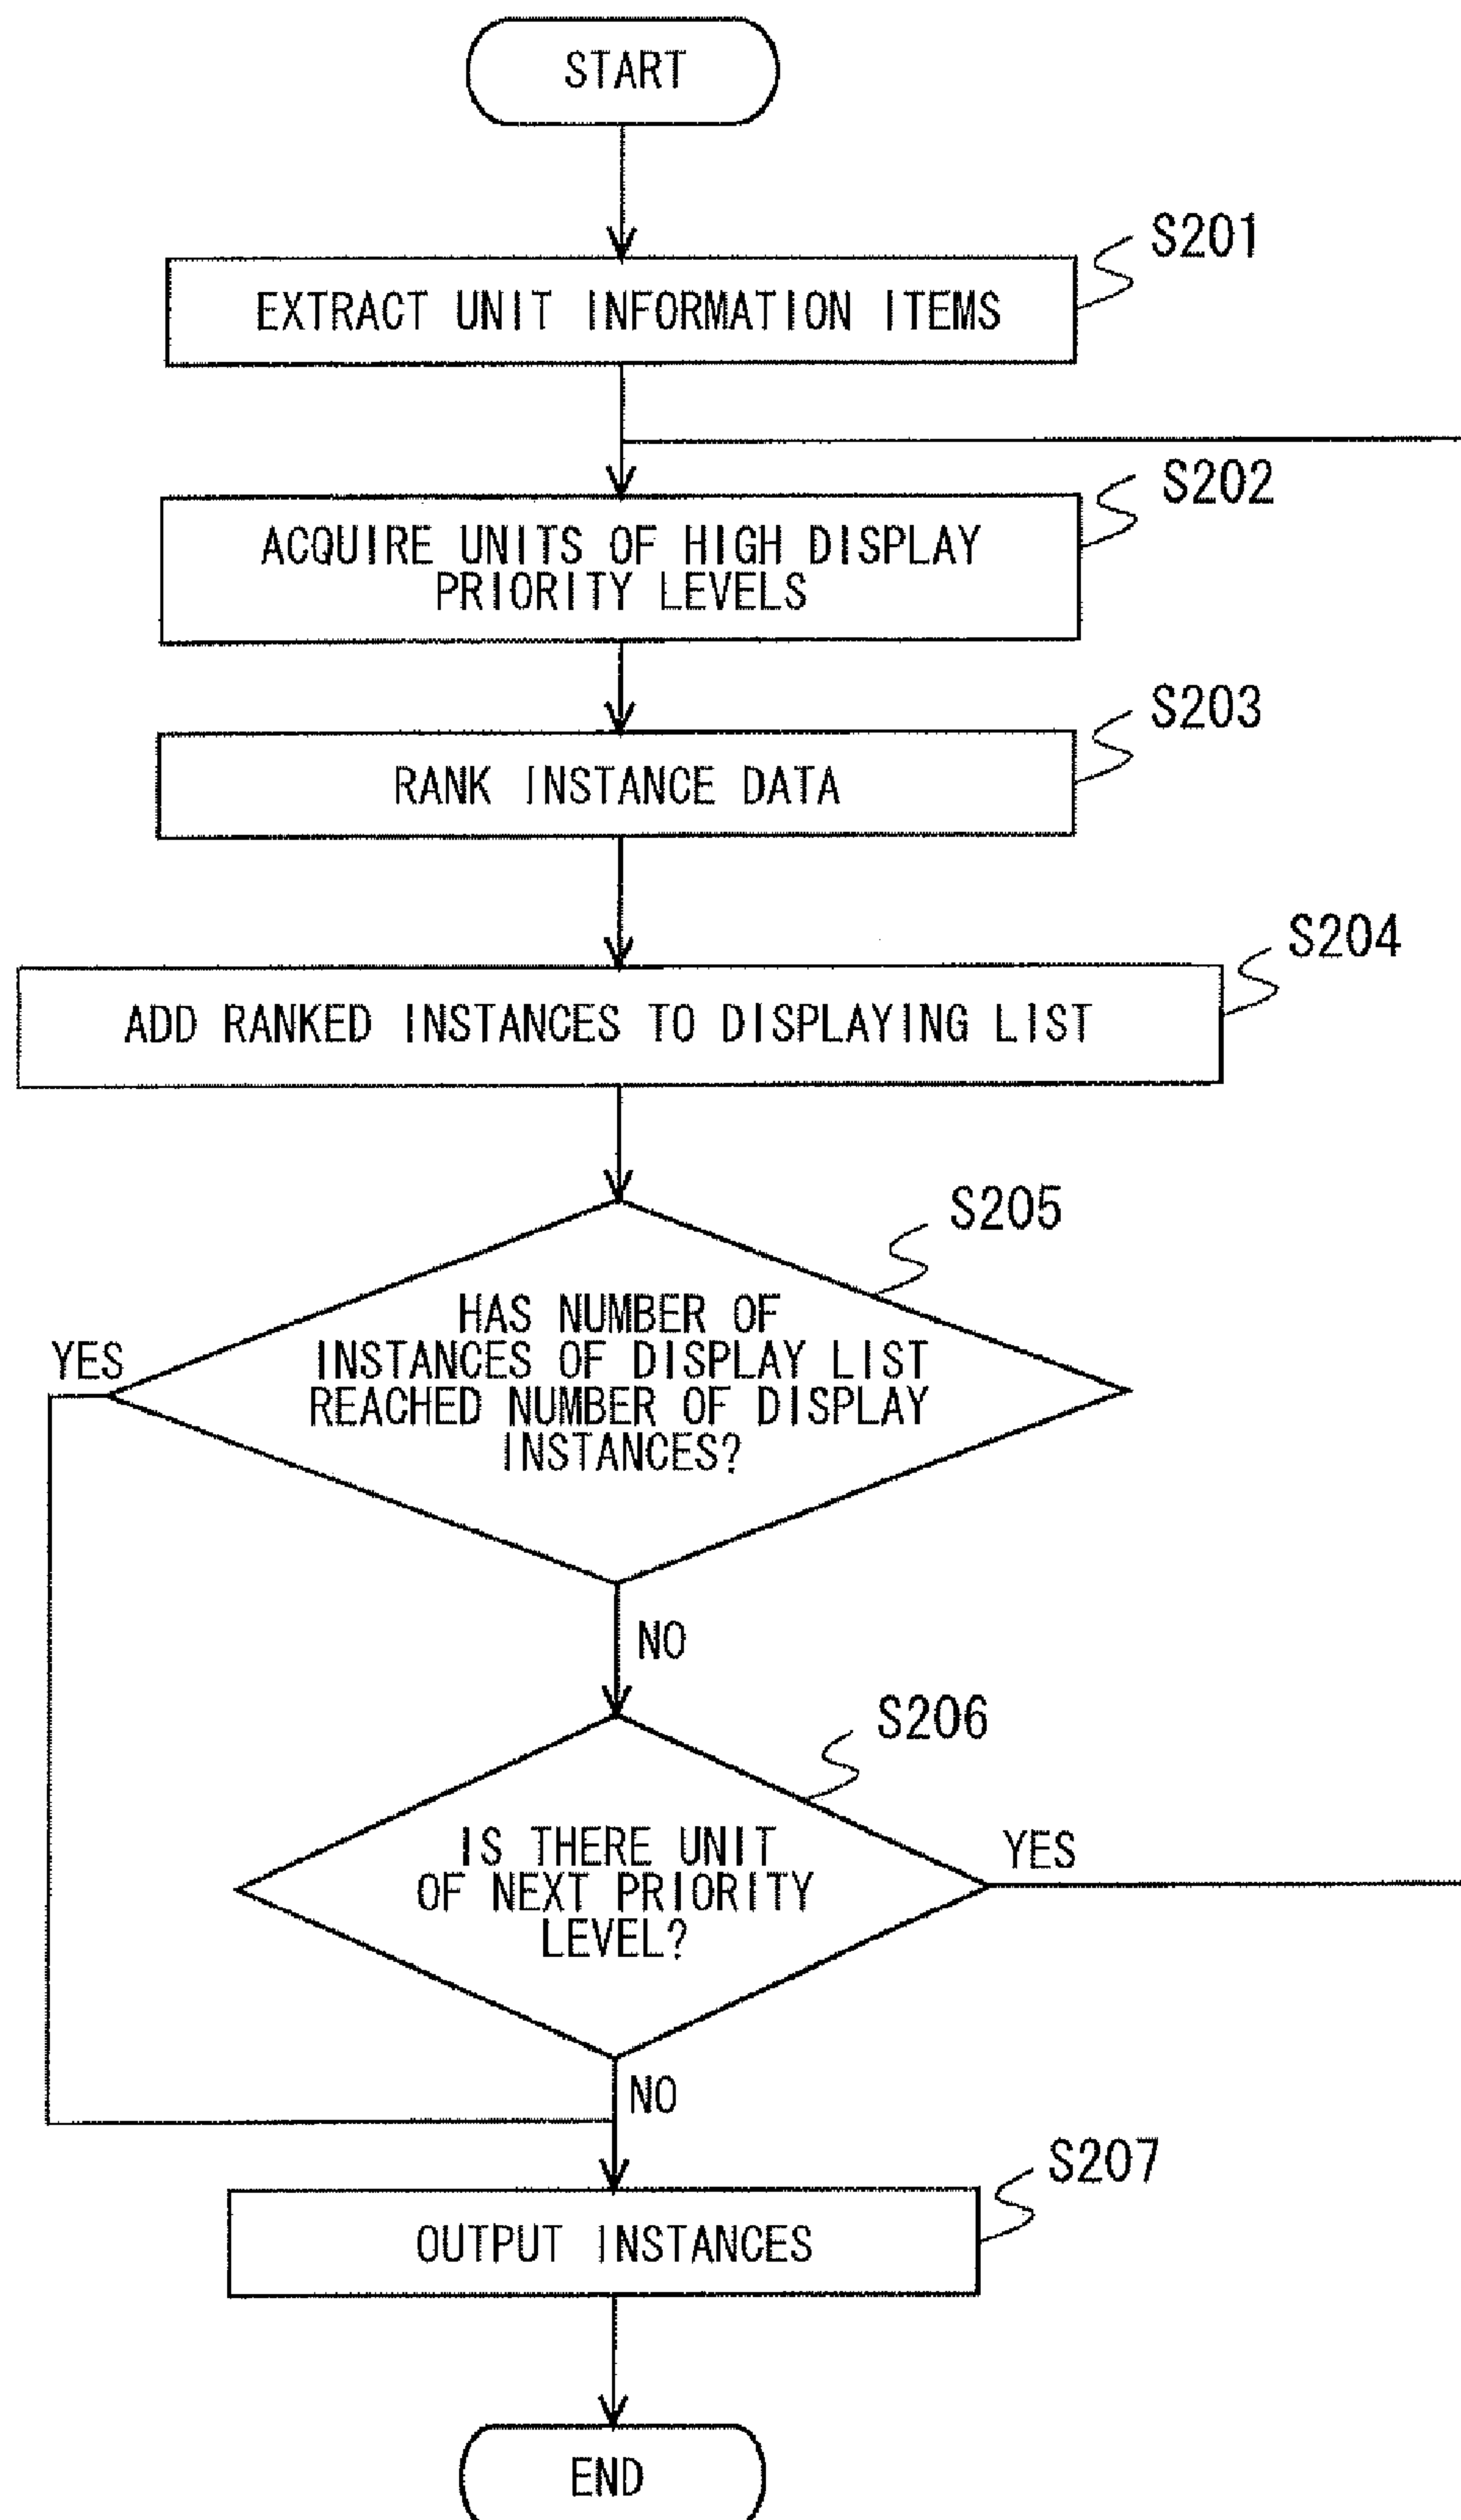 START
S201
EXTRACT UNIT INFORMATION ITEMS
S202
ACQUIRE UNITS OF HIGH DISPLAY
PRIORITY LEVELS
S203
RANK INSTANCE DATA
S204
ADD RANKED INSTANCES TO DISPLAYING LIST
S205
HAS NUMBER OF
INSTANCES OF DISPLAY LIST
REACHED NUMBER OF DISPLAY
INSTANCES?
YES
NO
S206
IS THERE UNIT
OF NEXT PRIORITY
LEVEL?
YES
NO
S207
OUTPUT INSTANCES
END